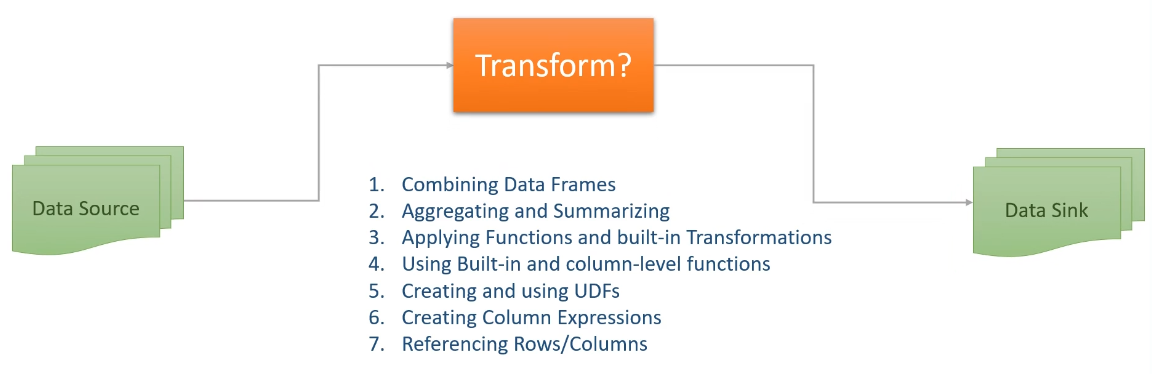 Transform?
Data Source
1. Combining Data Frames
2. Aggregating and Summarizing
3. Applying Functions and built-in Transformations
4. Using Built-in and column-level functions
5. Creating and using UDFs
6. Creating Column Expressions
7. Referencing Rows/Columns
Data Sink